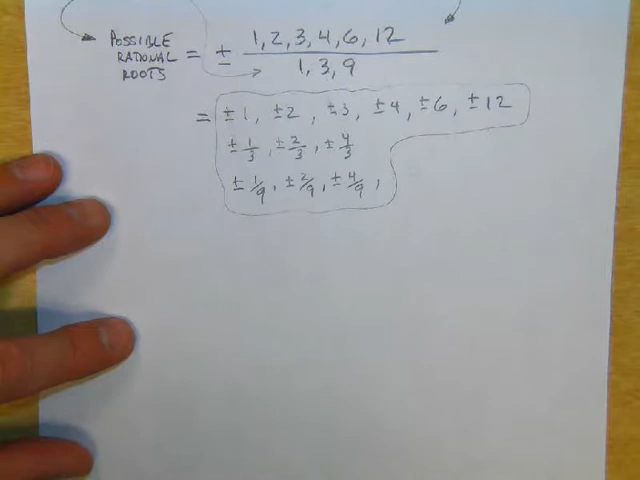 POSSIBLE RATIONAL ROOTS = ± 1, 2, 3, 4, 6, 12 / 1, 3, 9
= ±1, ±2, ±3, ±4, ±6, ±12
±1/3, ±2/3, ±4/3
±1/9, ±2/9, ±4/9,